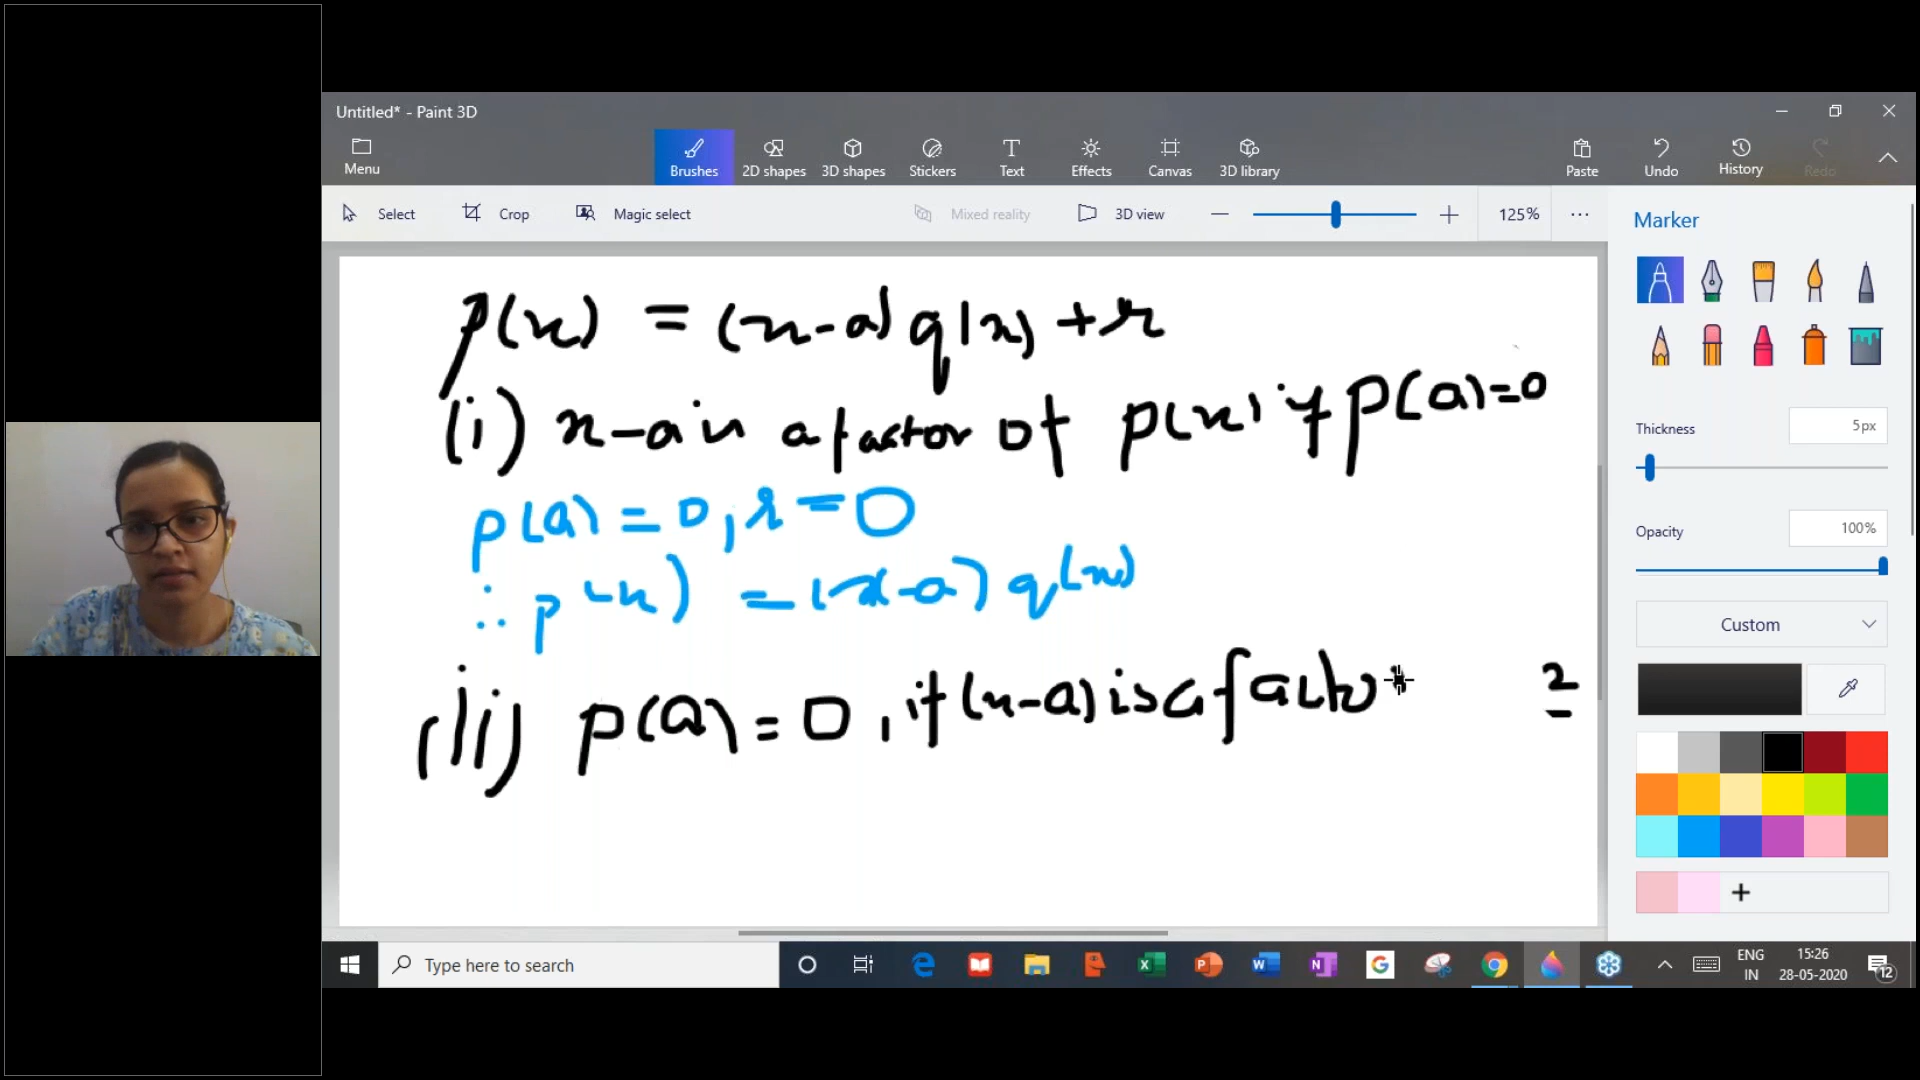 Untitled* - Paint 3D
Menu
Brushes 2D shapes 3D shapes Stickers Text Effects Canvas 3D library Paste Undo History Redo
Select Crop Magic select Mixed reality 3D view 125%
Marker
Thickness 5px
Opacity 100%
Custom
p(x) = (x-a) q(x) + r
(i) x-a is a factor of p(x) if p(a)=0
p(a) = 0, r = 0
∴ p(x) = (x-a) q(x)
(ii) p(a) = 0, if (x-a) is a facto
2
Type here to search
ENG
IN
15:26
28-05-2020
12